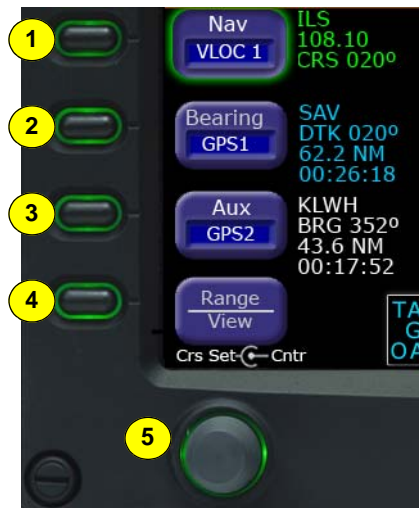 1
Nav
VLOC 1
ILS
108.10
CRS 020º
2
Bearing
GPS1
SAV
DTK 020º
62.2 NM
00:26:18
3
Aux
GPS2
KLWH
BRG 352º
43.6 NM
00:17:52
4
Range
View
TA
G
OA
Crs Set Cntr
5